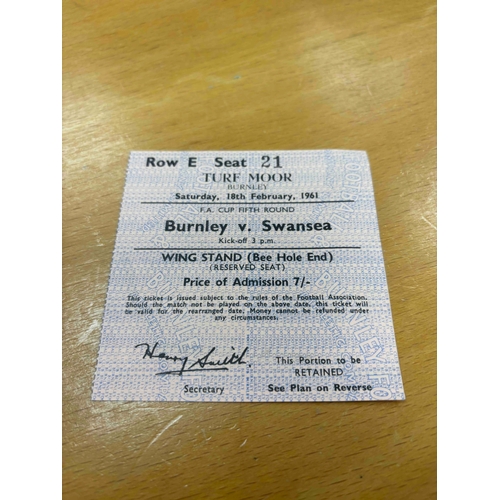 Row E Seat 21
TURF MOOR
BURNLEY
Saturday, 18th February, 1961
F.A. CUP FIFTH ROUND
Burnley v. Swansea
Kick-off 3 p.m.
WING STAND (Bee Hole End)
(RESERVED SEAT)
Price of Admission 7/-
This ticket is issued subject to the rules of the Football Association.
Should the match not be played on the above date, this ticket
will be valid for the rearranged date. Money cannot be refunded under
any circumstances.
Henry Smith.
Secretary
This Portion to be
RETAINED
See Plan on Reverse